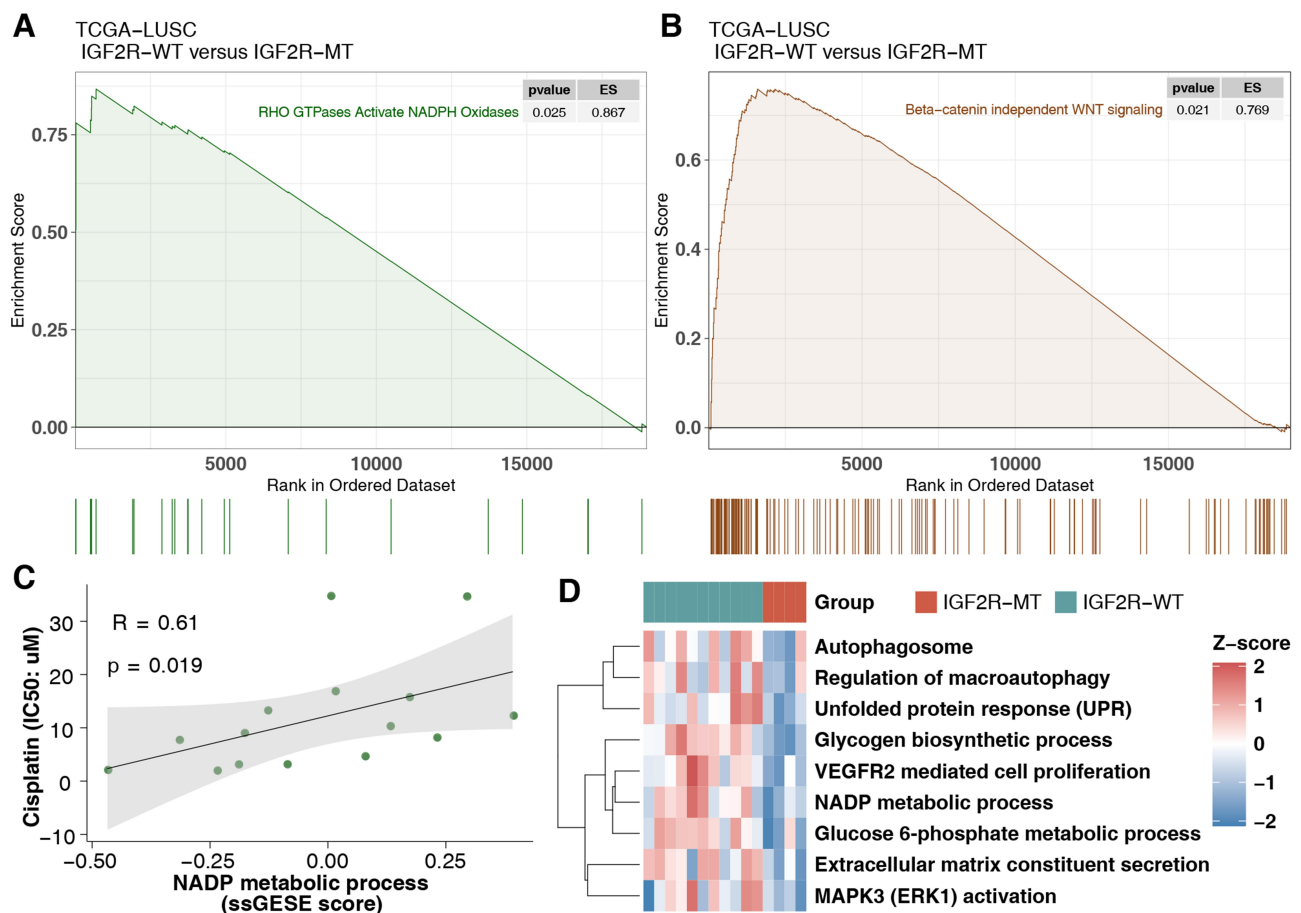 A
TCGA−LUSC
IGF2R−WT versus IGF2R−MT
pvalue ES
RHO GTPases Activate NADPH Oxidases 0.025 0.867
Enrichment Score
0.75
0.50
0.25
0.00
5000 10000 15000
Rank in Ordered Dataset
B
TCGA−LUSC
IGF2R−WT versus IGF2R−MT
pvalue ES
Beta−catenin independent WNT signaling 0.021 0.769
Enrichment Score
0.6
0.4
0.2
0.0
5000 10000 15000
Rank in Ordered Dataset
C
R = 0.61
p = 0.019
Cisplatin (IC50: uM)
30
20
10
0
−10
−0.50 −0.25 0.00 0.25
NADP metabolic process
(ssGESE score)
D
Group IGF2R−MT IGF2R−WT
Autophagosome
Regulation of macroautophagy
Unfolded protein response (UPR)
Glycogen biosynthetic process
VEGFR2 mediated cell proliferation
NADP metabolic process
Glucose 6-phosphate metabolic process
Extracellular matrix constituent secretion
MAPK3 (ERK1) activation
Z−score
2
1
0
−1
−2